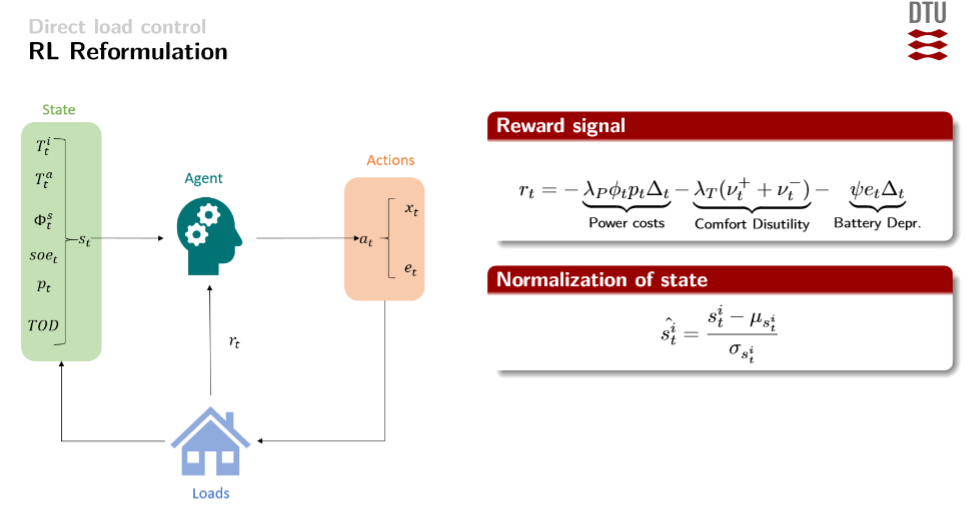 Direct load control
RL Reformulation
DTU
State
$T_t^i$
$T_t^a$
$\Phi_t^s$
$soe_t$
$p_t$
$TOD$
$s_t$
Agent
Actions
$a_t$
$x_t$
$e_t$
$r_t$
Loads
Reward signal
$r_t = -\underbrace{\lambda_P \phi_t p_t \Delta_t}_{\text{Power costs}} - \underbrace{\lambda_T(\nu_t^+ + \nu_t^-)}_{\text{Comfort Disutility}} - \underbrace{\psi e_t \Delta_t}_{\text{Battery Depr.}}$
Normalization of state
$\hat{s_t^i} = \frac{s_t^i - \mu_{s_t^i}}{\sigma_{s_t^i}}$